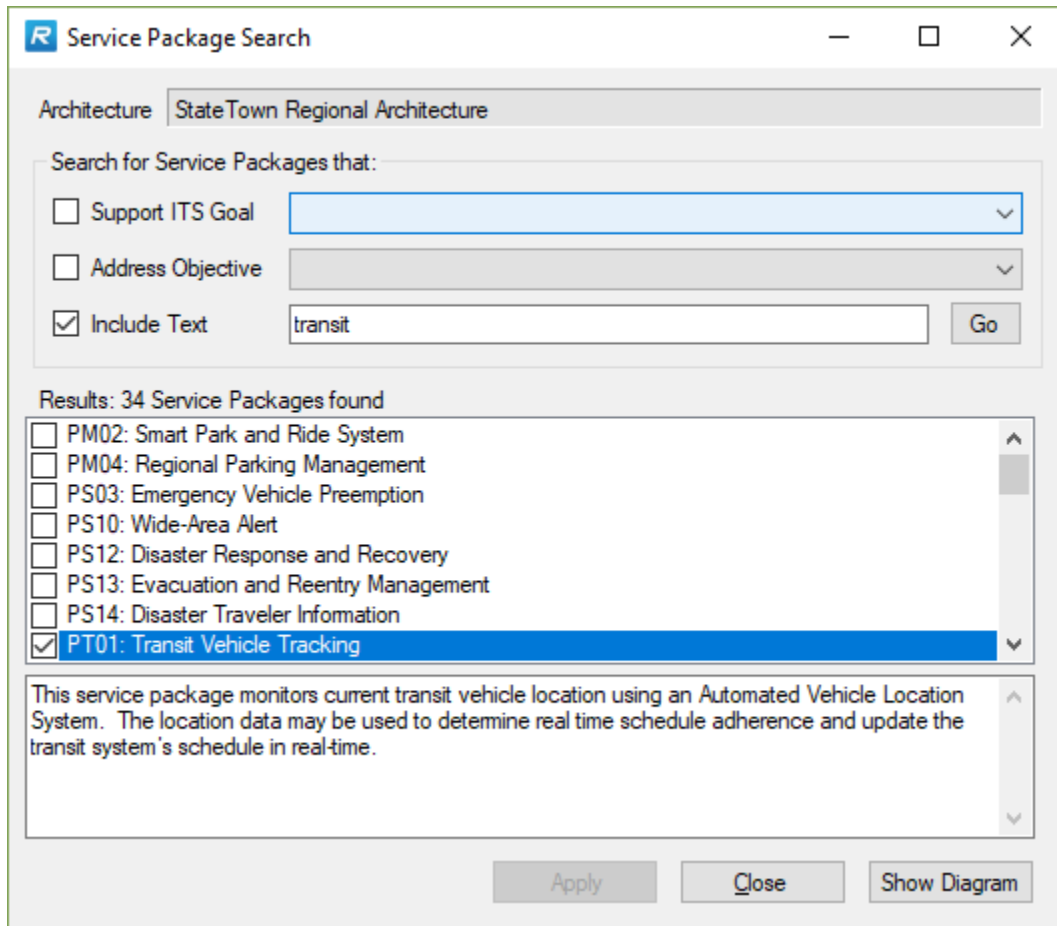 Service Package Search
Architecture StateTown Regional Architecture
Search for Service Packages that:
Support ITS Goal
Address Objective
Include Text transit Go
Results: 34 Service Packages found
PM02: Smart Park and Ride System
PM04: Regional Parking Management
PS03: Emergency Vehicle Preemption
PS10: Wide-Area Alert
PS12: Disaster Response and Recovery
PS13: Evacuation and Reentry Management
PS14: Disaster Traveler Information
PT01: Transit Vehicle Tracking
This service package monitors current transit vehicle location using an Automated Vehicle Location
System.  The location data may be used to determine real time schedule adherence and update the
transit system's schedule in real-time.
Apply Close Show Diagram